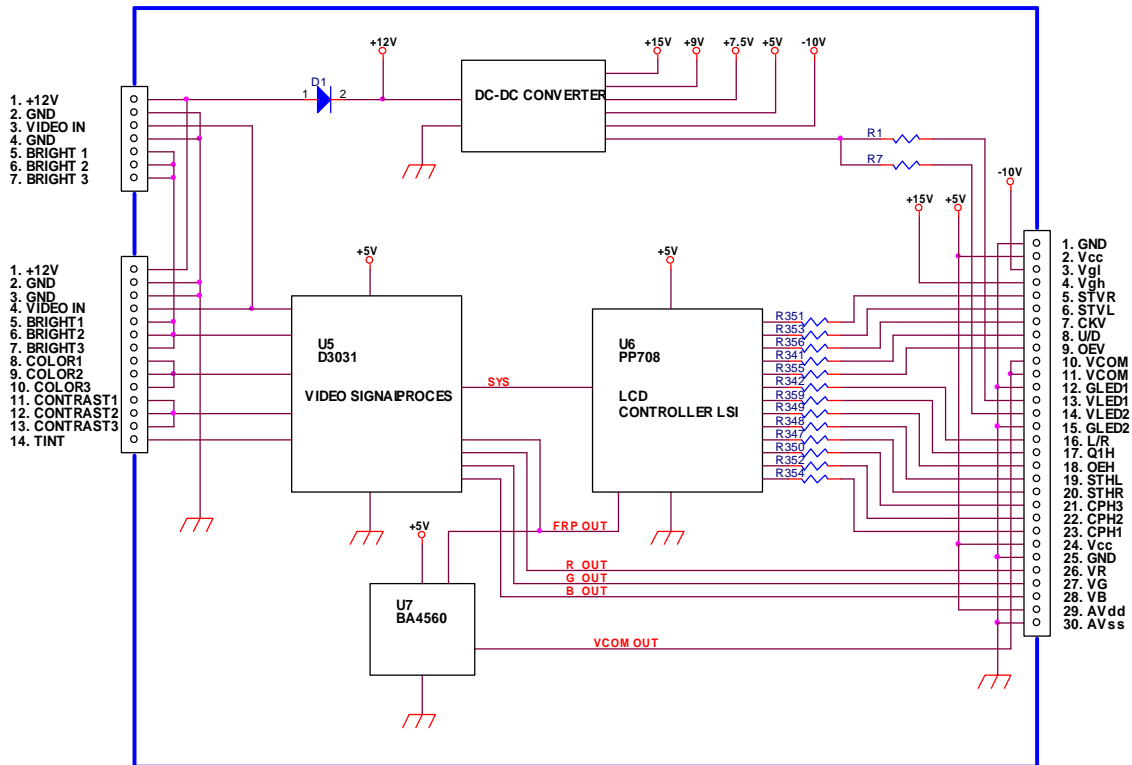 +12V
+15V
+9V
+7.5V
+5V
-10V
D1
1
2
DC-DC CONVERTER
1. +12V
2. GND
3. VIDEO IN
4. GND
5. BRIGHT 1
6. BRIGHT 2
7. BRIGHT 3
R1
R7
-10V
+15V
+5V
+5V
+5V
1. +12V
2. GND
3. GND
4. VIDEO IN
5. BRIGHT1
6. BRIGHT2
7. BRIGHT3
8. COLOR1
9. COLOR2
10. COLOR3
11. CONTRAST1
12. CONTRAST2
13. CONTRAST3
14. TINT
U5
D3031
VIDEO SIGNALPROCES
SYS
U6
PP708
LCD
CONTROLLER LSI
R351
R353
R356
R341
R355
R342
R359
R349
R348
R347
R350
R352
R354
1. GND
2. Vcc
3. Vgl
4. Vgh
5. STVR
6. STVL
7. CKV
8. U/D
9. OEV
10. VCOM
11. VCOM
12. GLED1
13. VLED1
14. VLED2
15. GLED2
16. L/R
17. Q1H
18. OEH
19. STHL
20. STHR
21. CPH3
22. CPH2
23. CPH1
24. Vcc
25. GND
26. VR
27. VG
28. VB
29. AVdd
30. AVss
+5V
FRP OUT
R OUT
G OUT
B OUT
U7
BA4560
VCOM OUT